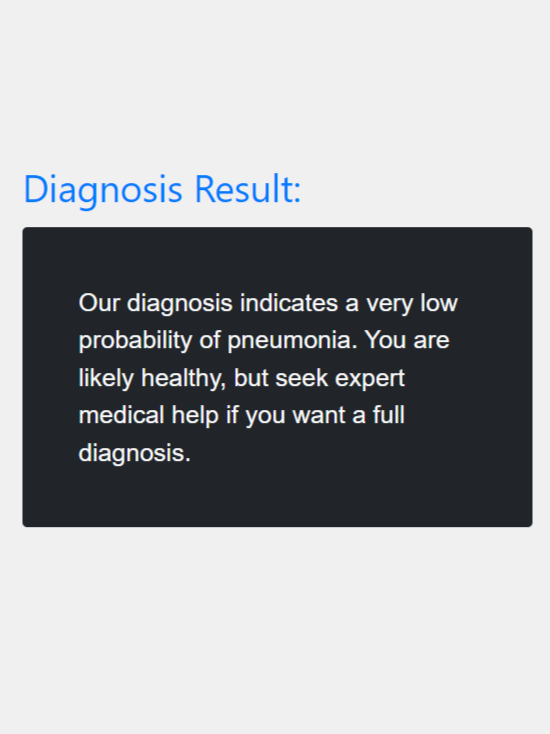 Diagnosis Result:
Our diagnosis indicates a very low
probability of pneumonia. You are
likely healthy, but seek expert
medical help if you want a full
diagnosis.